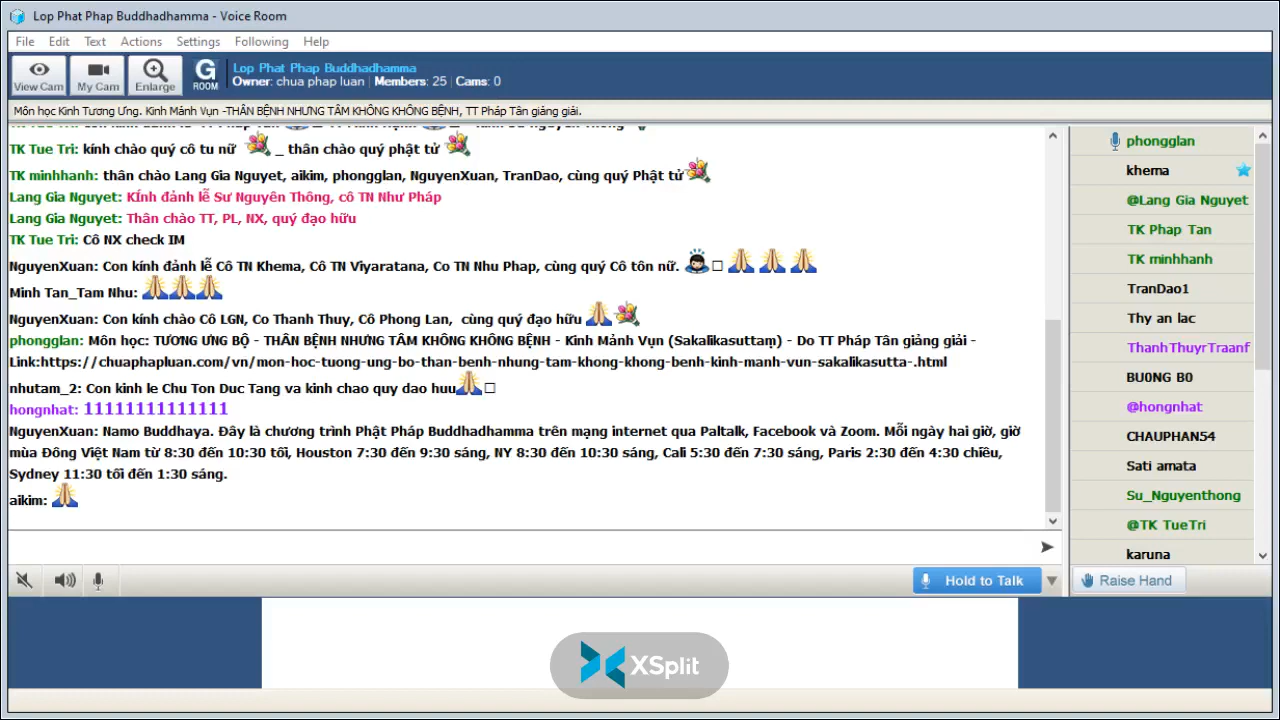 Lop Phat Phap Buddhadhamma - Voice Room
File Edit Text Actions Settings Following Help
View Cam My Cam Enlarge G ROOM
Lop Phat Phap Buddhadhamma
Owner: chua phap luan | Members: 25 | Cams: 0
Môn học Kinh Tương Ưng. Kinh Mảnh Vụn -THÂN BỆNH NHƯNG TÂM KHÔNG KHÔNG BỆNH, TT Pháp Tân giảng giải.
TK Tue Tri: kính chào quý cô tu nữ _ thân chào quý phật tử
TK minhhanh: thân chào Lang Gia Nguyet, aikim, phongglan, NguyenXuan, TranDao, cùng quý Phật tử
Lang Gia Nguyet: KÍnh đảnh lễ Sư Nguyên Thông, cô TN Như Pháp
Lang Gia Nguyet: Thân chào TT, PL, NX, quý đạo hữu
TK Tue Tri: Cô NX check IM
NguyenXuan: Con kính đảnh lễ Cô TN Khema, Cô TN Viyaratana, Co TN Nhu Phap, cùng quý Cô tôn nữ.
Minh Tan_Tam Nhu:
NguyenXuan: Con kính chào Cô LGN, Co Thanh Thuy, Cô Phong Lan, cùng quý đạo hữu
phongglan: Môn học: TƯƠNG ƯNG BỘ - THÂN BỆNH NHƯNG TÂM KHÔNG KHÔNG BỆNH - Kinh Mảnh Vụn (Sakalikasuttaṃ) - Do TT Pháp Tân giảng giải -
Link:https://chuaphapluan.com/vn/mon-hoc-tuong-ung-bo-than-benh-nhung-tam-khong-khong-benh-kinh-manh-vun-sakalikasutta-.html
nhutam_2: Con kinh le Chu Ton Duc Tang va kinh chao quy dao huu
hongnhat: 11111111111111
NguyenXuan: Namo Buddhaya. Đây là chương trình Phật Pháp Buddhadhamma trên mạng internet qua Paltalk, Facebook và Zoom. Mỗi ngày hai giờ, giờ
mùa Đông Việt Nam từ 8:30 đến 10:30 tối, Houston 7:30 đến 9:30 sáng, NY 8:30 đến 10:30 sáng, Cali 5:30 đến 7:30 sáng, Paris 2:30 đến 4:30 chiều,
Sydney 11:30 tối đến 1:30 sáng.
aikim:
phongglan
khema
@Lang Gia Nguyet
TK Phap Tan
TK minhhanh
TranDao1
Thy an lac
ThanhThuyrTraanf
BU0NG B0
@hongnhat
CHAUPHAN54
Sati amata
Su_Nguyenthong
@TK TueTri
karuna
Hold to Talk
Raise Hand
XSplit